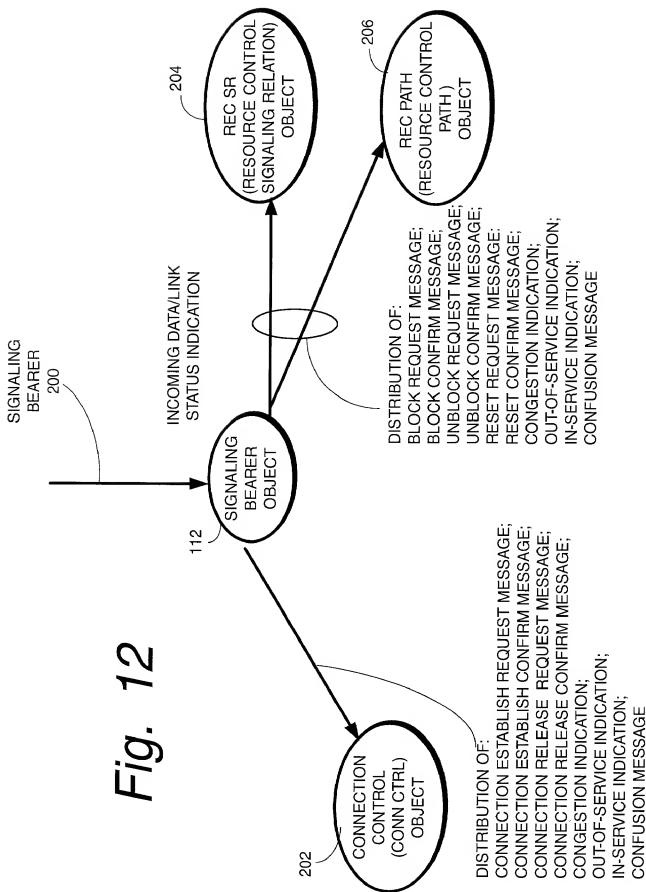 SIGNALING
BEARER
200
INCOMING DATA/LINK
STATUS INDICATION
204
REC SR
(RESOURCE CONTROL
SIGNALING RELATION)
OBJECT
112
SIGNALING
BEARER
OBJECT
206
REC PATH
(RESOURCE CONTROL
PATH )
OBJECT
DISTRIBUTION OF:
BLOCK REQUEST MESSAGE;
BLOCK CONFIRM MESSAGE;
UNBLOCK REQUEST MESSAGE;
UNBLOCK CONFIRM MESSAGE;
RESET REQUEST MESSAGE:
RESET CONFIRM MESSAGE;
CONGESTION INDICATION;
OUT-OF-SERVICE INDICATION;
IN-SERVICE INDICATION;
CONFUSION MESSAGE
Fig. 12
202
CONNECTION
CONTROL
(CONN CTRL)
OBJECT
DISTRIBUTION OF:
CONNECTION ESTABLISH REQUEST MESSAGE;
CONNECTION ESTABLISH CONFIRM MESSAGE;
CONNECTION RELEASE REQUEST MESSAGE;
CONNECTION RELEASE CONFIRM MESSAGE;
CONGESTION INDICATION;
OUT-OF-SERVICE INDICATION;
IN-SERVICE INDICATION;
CONFUSION MESSAGE